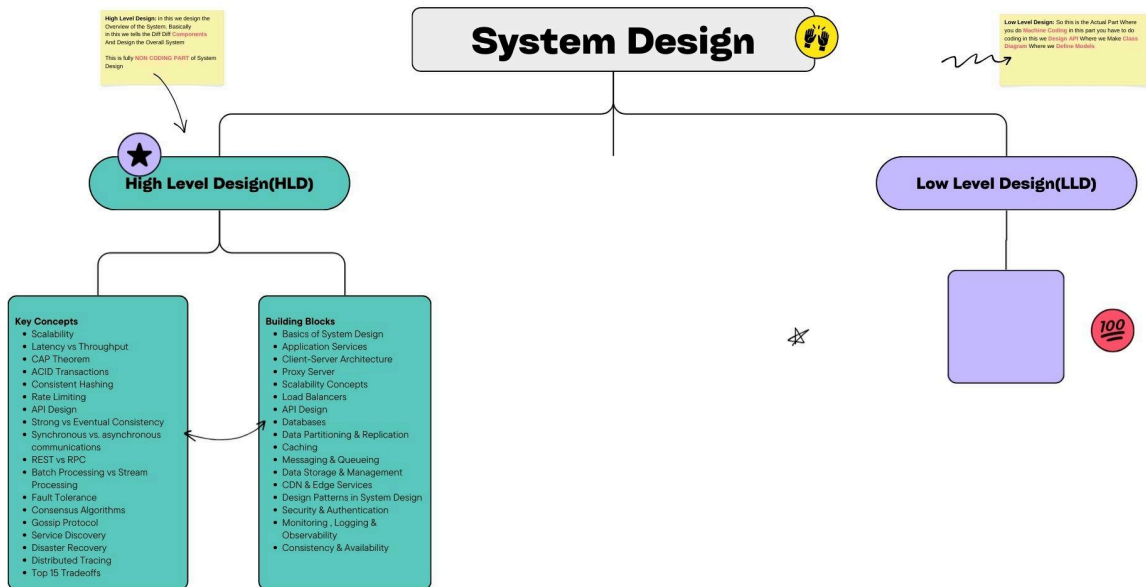 High Level Design: in this we design the
Overview of the System. Basically
in this we tells the Diff Diff Components
And Design the Overall System
This is fully NON CODING PART of System
Design
System Design
Low Level Design: So this is the Actual Part Where
you do Machine Coding in this part you have to do
coding in this we Design API Where we Make Class
Diagram Where we Define Models
High Level Design(HLD)
Low Level Design(LLD)
Key Concepts
• Scalability
• Latency vs Throughput
• CAP Theorem
• ACID Transactions
• Consistent Hashing
• Rate Limiting
• API Design
• Strong vs Eventual Consistency
• Synchronous vs. asynchronous
communications
• REST vs RPC
• Batch Processing vs Stream
Processing
• Fault Tolerance
• Consensus Algorithms
• Gossip Protocol
• Service Discovery
• Disaster Recovery
• Distributed Tracing
• Top 15 Tradeoffs
Building Blocks
• Basics of System Design
• Application Services
• Client-Server Architecture
• Proxy Server
• Scalability Concepts
• Load Balancers
• API Design
• Databases
• Data Partitioning & Replication
• Caching
• Messaging & Queueing
• Data Storage & Management
• CDN & Edge Services
• Design Patterns in System Design
• Security & Authentication
• Monitoring , Logging &
Observability
• Consistency & Availability
100